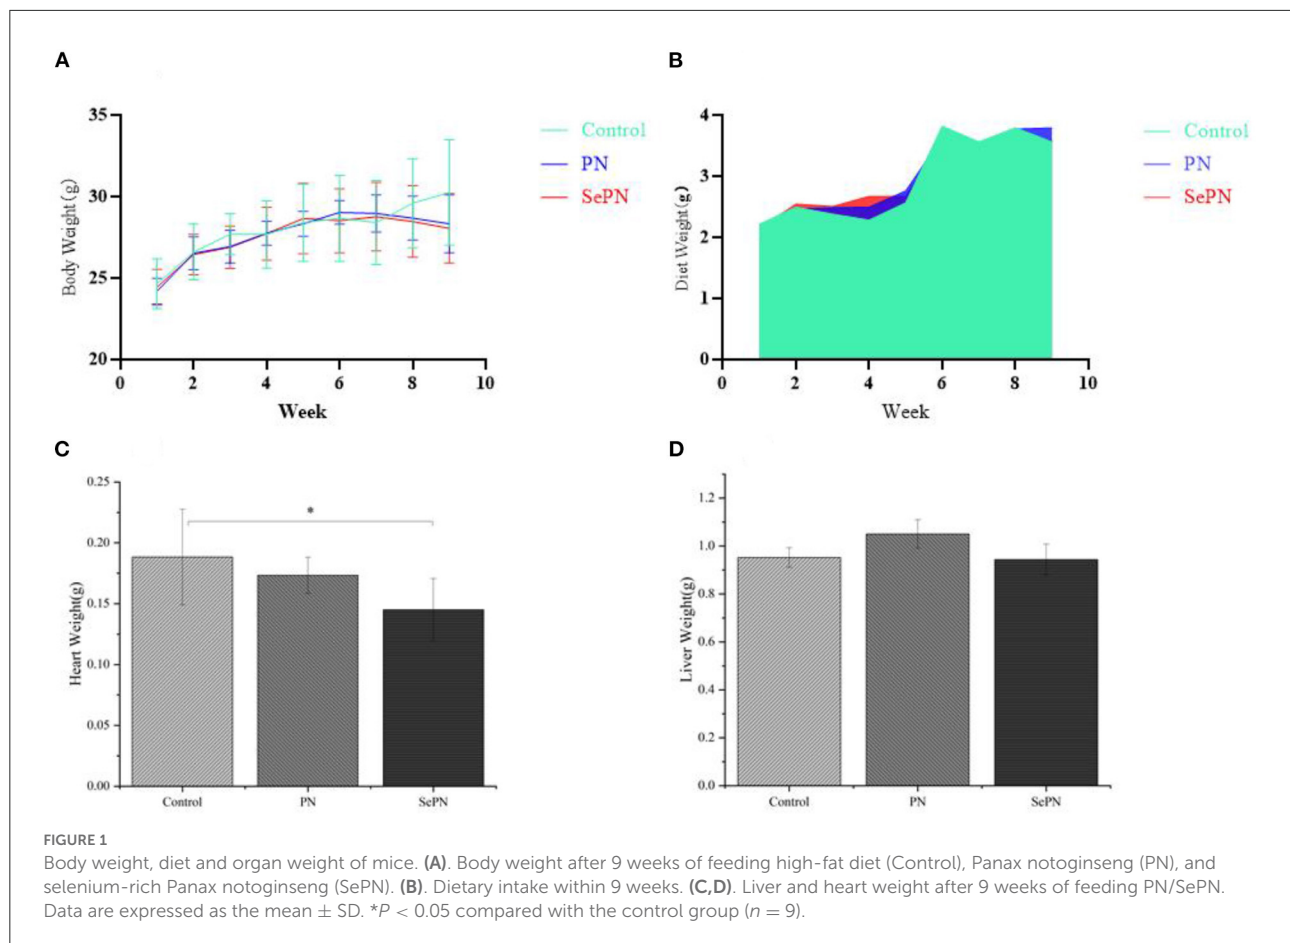 A
B
35
30
25
20
Body Weight (g)
0 2 4 6 8 10
Week
Control
PN
SePN
4
3
2
1
0
Diet Weight(g)
0 2 4 6 8 10
Week
Control
PN
SePN
C
D
0.25
0.20
0.15
0.10
0.05
0.00
Heart Weight(g)
*
Control PN SePN
1.2
1.0
0.8
0.6
0.4
0.2
0.0
Liver Weight(g)
Control PN SePN
FIGURE 1
Body weight, diet and organ weight of mice. (A). Body weight after 9 weeks of feeding high-fat diet (Control), Panax notoginseng (PN), and
selenium-rich Panax notoginseng (SePN). (B). Dietary intake within 9 weeks. (C,D). Liver and heart weight after 9 weeks of feeding PN/SePN.
Data are expressed as the mean ± SD. *P < 0.05 compared with the control group (n = 9).